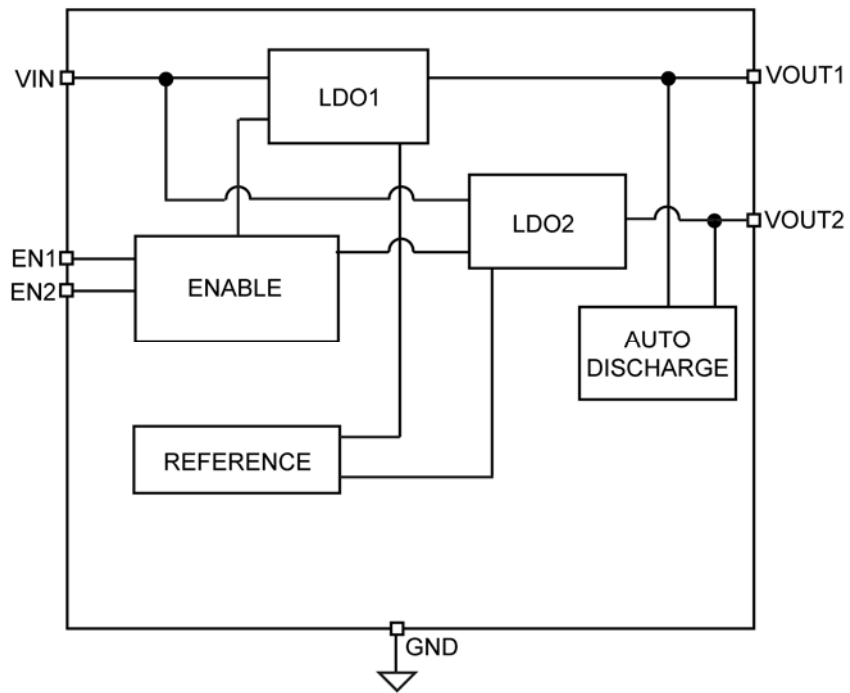 VIN
LDO1
VOUT1
LDO2
VOUT2
EN1
EN2
ENABLE
AUTO
DISCHARGE
REFERENCE
GND